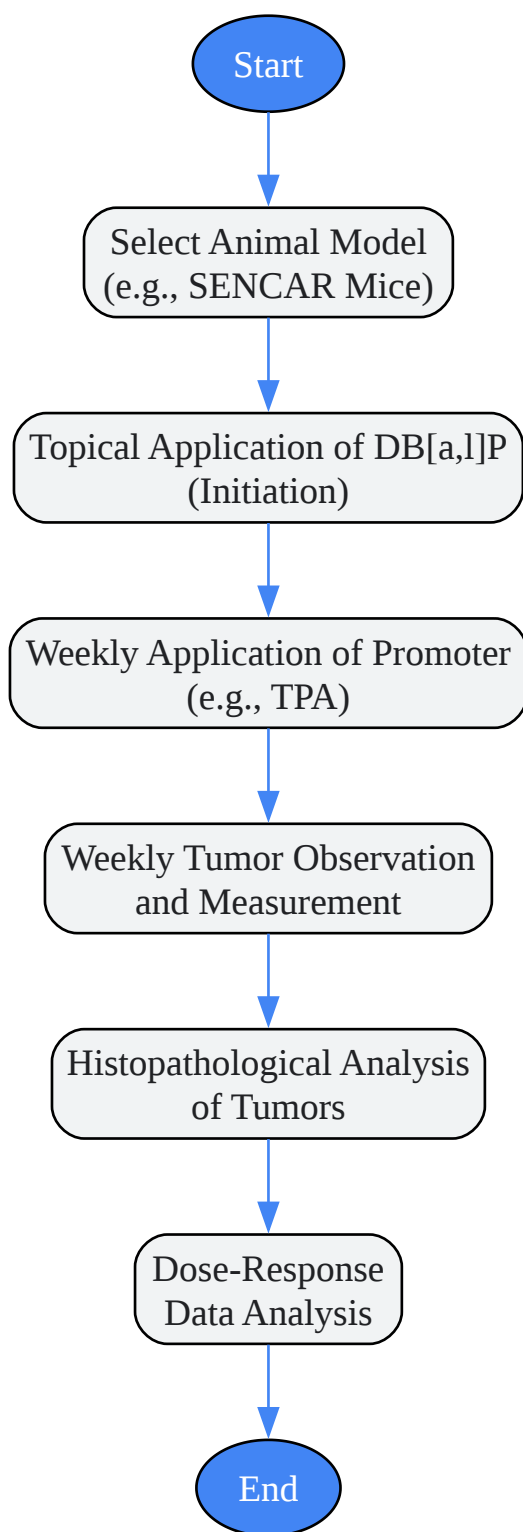 Start
Select Animal Model
(e.g., SENCAR Mice)
Topical Application of DB[a,l]P
(Initiation)
Weekly Application of Promoter
(e.g., TPA)
Weekly Tumor Observation
and Measurement
Histopathological Analysis
of Tumors
Dose-Response
Data Analysis
End